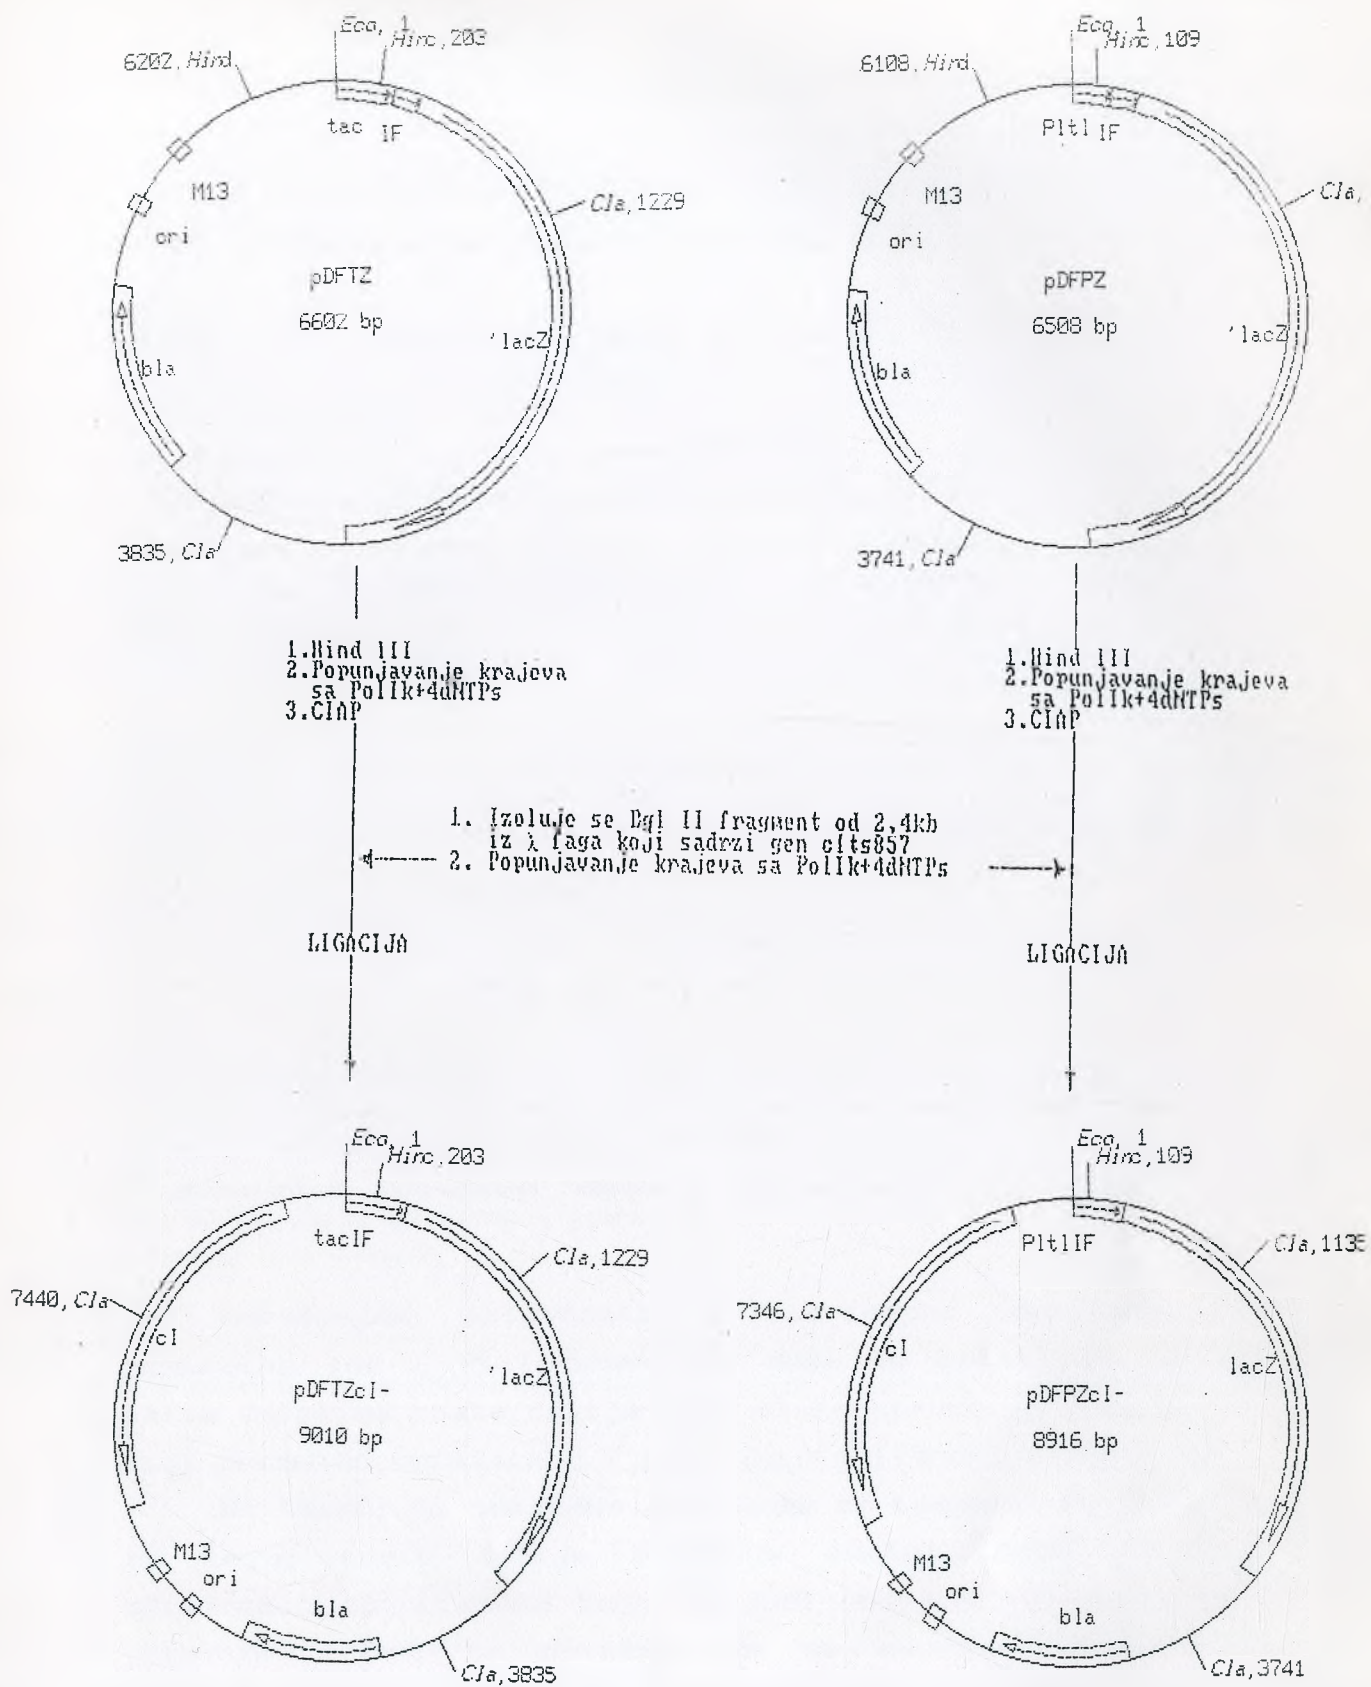 Eco, 1
Hinc, 203
6202, Hind
tac IF
M13
ori
Cla, 1229
pDFTZ
6602 bp
'lacZ
bla
3835, Cla
Eco, 1
Hinc, 109
6108, Hind
Pltl IF
M13
ori
Cla,
pDFPZ
6508 bp
'lacZ
bla
3741, Cla
1.Hind III
2.Popunjavanje krajeva
sa PolIk+4dNTPs
3.CIAP
1.Hind III
2.Popunjavanje krajeva
sa PolIk+4dNTPs
3.CIAP
1. Izoluje se Bgl II fragment od 2,4kb
iz λ faga koji sadrzi gen cIts857
2. Popunjavanje krajeva sa PolIk+4dNTPs
LIGACIJA
LIGACIJA
Eco, 1
Hinc, 203
tacIF
Cla, 1229
7440, Cla
cI
pDFTZcI-
9010 bp
'lacZ
M13
ori
bla
Cla, 3835
Eco, 1
Hinc, 109
PltlIF
Cla, 1135
7346, Cla
cI
pDFPZcI-
8916 bp
lacZ
M13
ori
bla
Cla, 3741